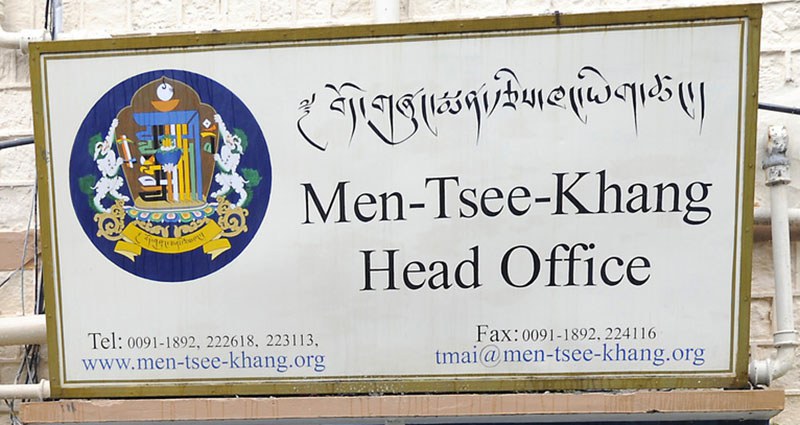 Men-Tsee-Khang
Head Office
Tel: 0091-1892, 222618, 223113,
www.men-tsee-khang.org
Fax: 0091-1892, 224116
tmai@men-tsee-khang.org